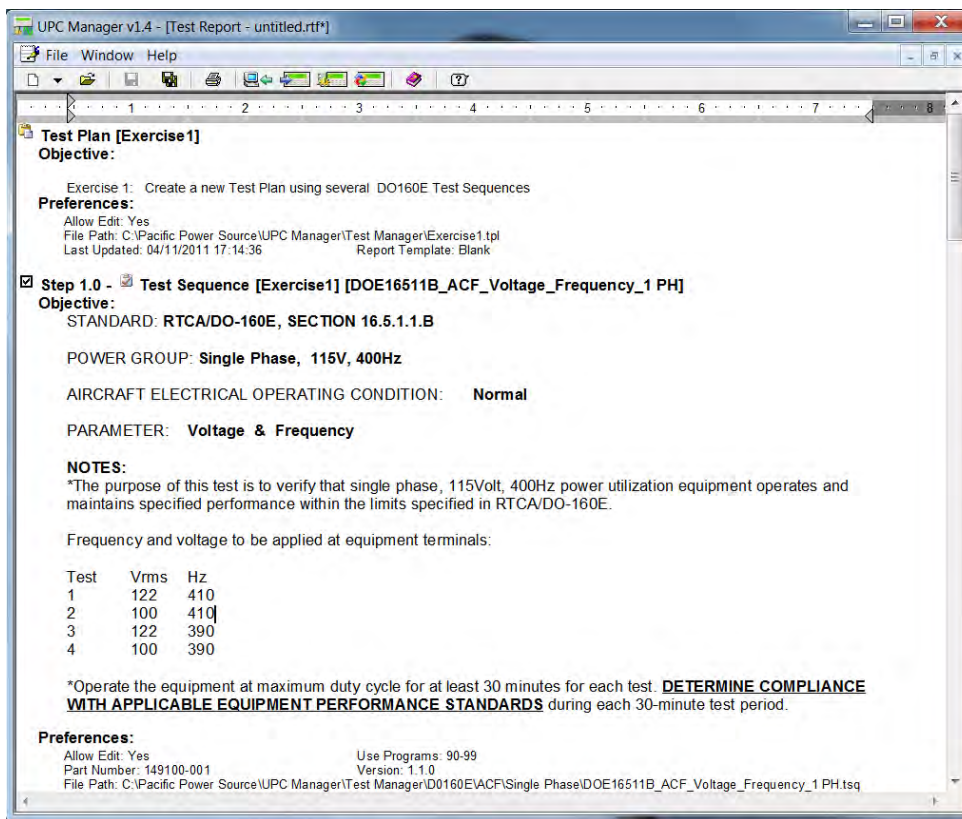 UPC Manager v1.4 - [Test Report - untitled.rtf*]
File Window Help
1 2 3 4 5 6 7 8
Test Plan [Exercise1]
Objective:
Exercise 1: Create a new Test Plan using several DO160E Test Sequences
Preferences:
Allow Edit: Yes
File Path: C:\Pacific Power Source\UPC Manager\Test Manager\Exercise1.tpl
Last Updated: 04/11/2011 17:14:36 Report Template: Blank
Step 1.0 - Test Sequence [Exercise1] [DOE16511B_ACF_Voltage_Frequency_1 PH]
Objective:
STANDARD: RTCA/DO-160E, SECTION 16.5.1.1.B
POWER GROUP: Single Phase, 115V, 400Hz
AIRCRAFT ELECTRICAL OPERATING CONDITION: Normal
PARAMETER: Voltage & Frequency
NOTES:
*The purpose of this test is to verify that single phase, 115Volt, 400Hz power utilization equipment operates and
maintains specified performance within the limits specified in RTCA/DO-160E.
Frequency and voltage to be applied at equipment terminals:
Test Vrms Hz
1 122 410
2 100 410
3 122 390
4 100 390
*Operate the equipment at maximum duty cycle for at least 30 minutes for each test. DETERMINE COMPLIANCE
WITH APPLICABLE EQUIPMENT PERFORMANCE STANDARDS during each 30-minute test period.
Preferences:
Allow Edit: Yes Use Programs: 90-99
Part Number: 149100-001 Version: 1.1.0
File Path: C:\Pacific Power Source\UPC Manager\Test Manager\D0160E\ACF\Single Phase\DOE16511B_ACF_Voltage_Frequency_1 PH.tsq